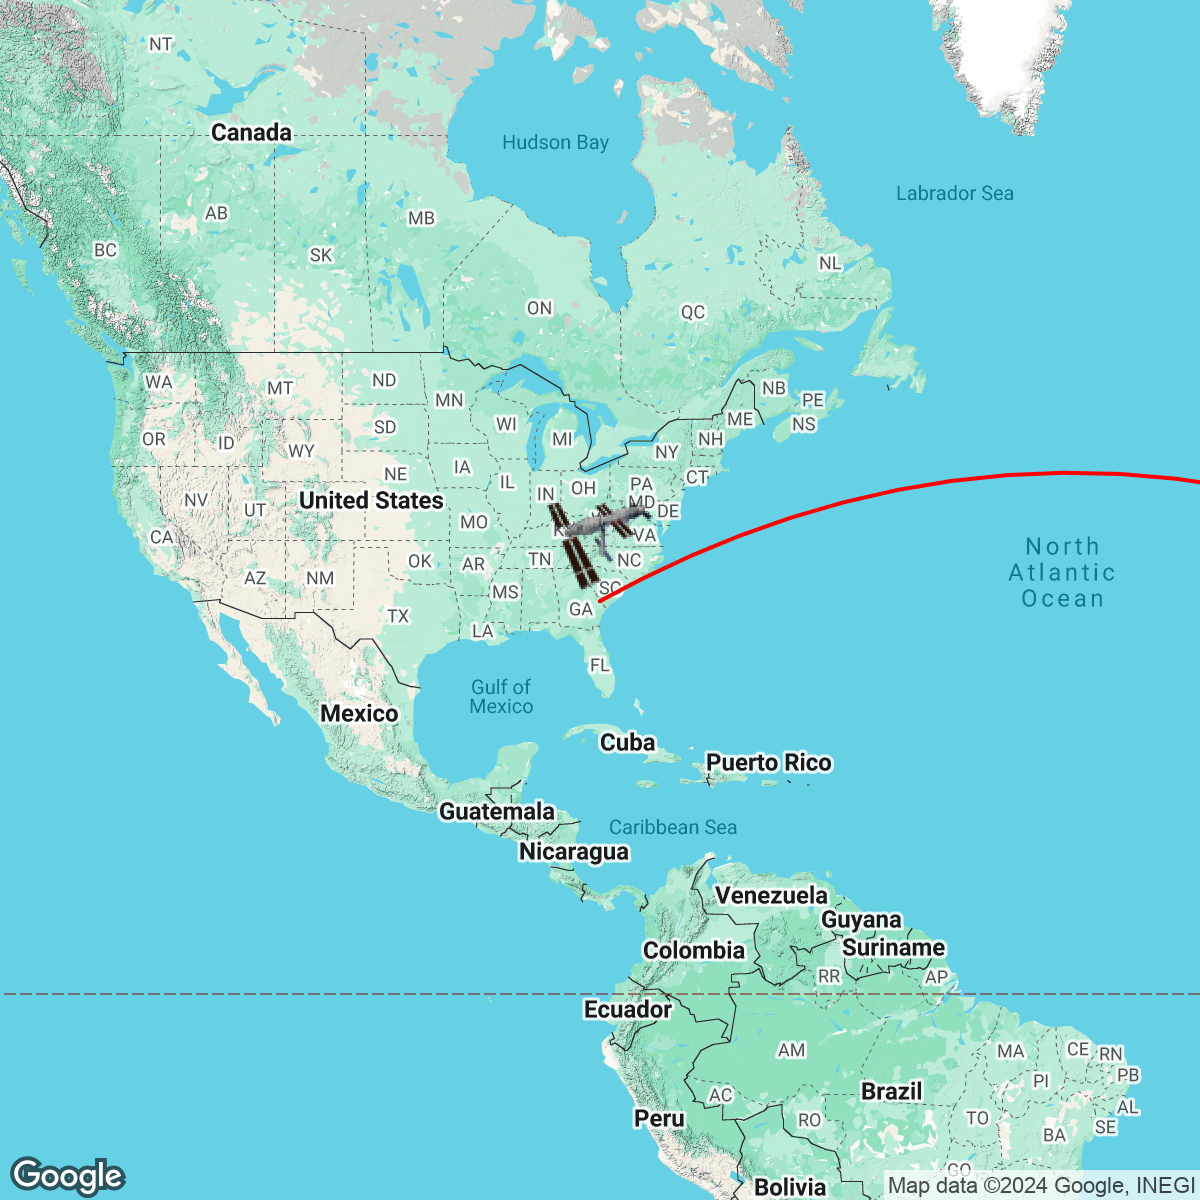 NT
Canada
Hudson Bay
Labrador Sea
AB
MB
BC
SK
NL
ON
QC
WA
MT
ND
MN
NB
PE
OR
ID
WY
SD
WI
MI
NY
NH
ME
NS
NV
UT
NE
IA
IL
IN
OH
PA
CT
United States
MD
DE
CA
MO
VA
AZ
NM
OK
AR
TN
NC
North
Atlantic
Ocean
TX
MS
GA
SC
LA
FL
Gulf of
Mexico
Mexico
Cuba
Puerto Rico
Guatemala
Caribbean Sea
Nicaragua
Venezuela
Guyana
Suriname
Colombia
RR
AP
Ecuador
AM
MA
CE
RN
PI
PB
AC
Brazil
AL
Peru
RO
TO
SE
BA
GO
Bolivia
Google
Map data ©2024 Google, INEGI